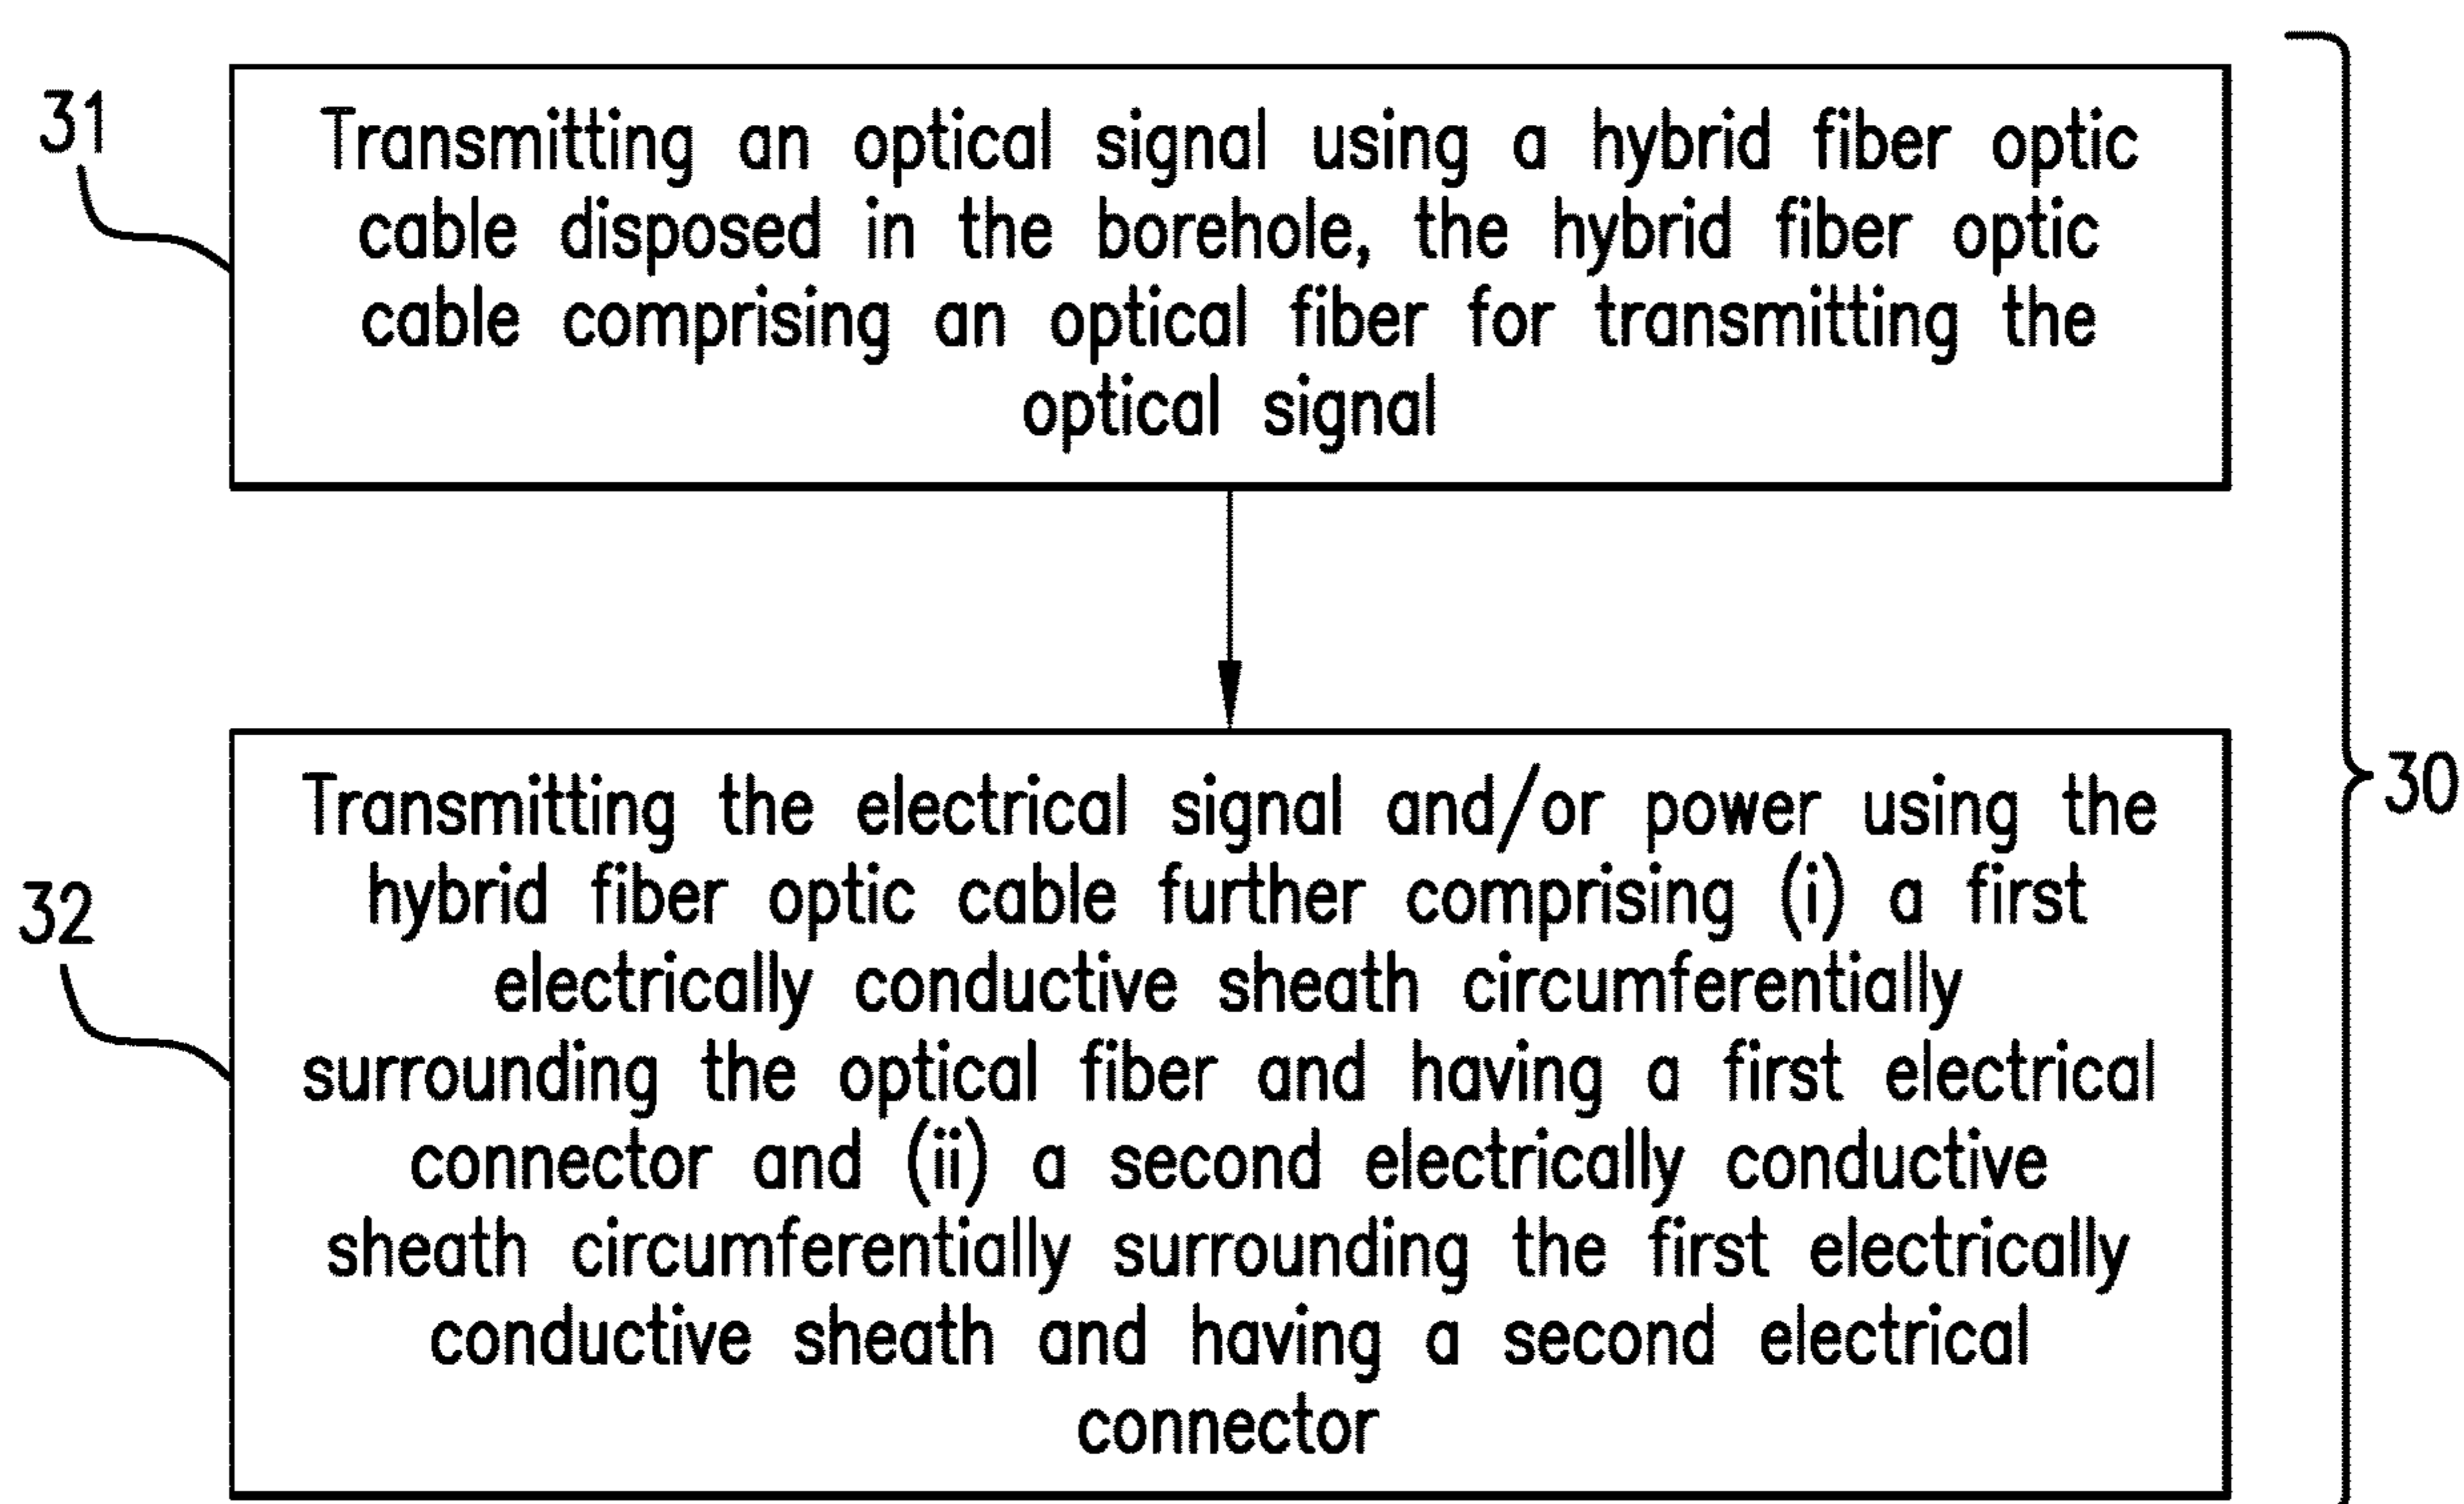 31
Transmitting an optical signal using a hybrid fiber optic
cable disposed in the borehole, the hybrid fiber optic
cable comprising an optical fiber for transmitting the
optical signal
30
32
Transmitting the electrical signal and/or power using the
hybrid fiber optic cable further comprising (i) a first
electrically conductive sheath circumferentially
surrounding the optical fiber and having a first electrical
connector and (ii) a second electrically conductive
sheath circumferentially surrounding the first electrically
conductive sheath and having a second electrical
connector